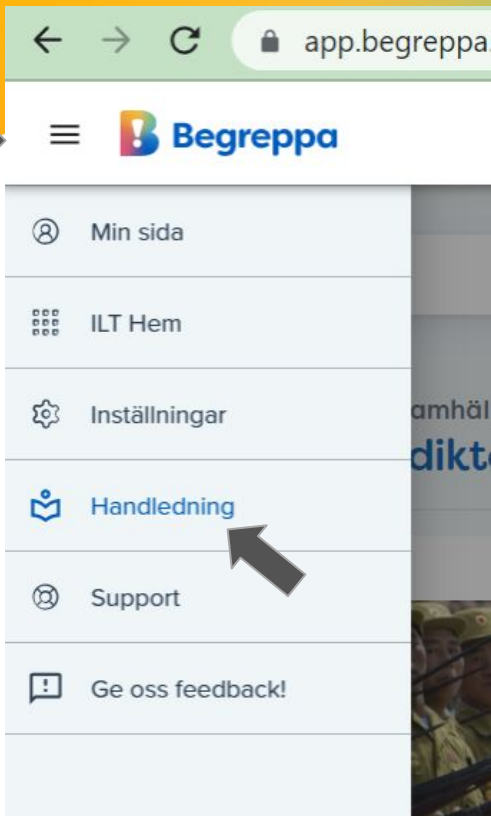 app.begreppa.
Begreppa
Min sida
ILT Hem
Inställningar
amhäl
dikt
Handledning
Support
Ge oss feedback!